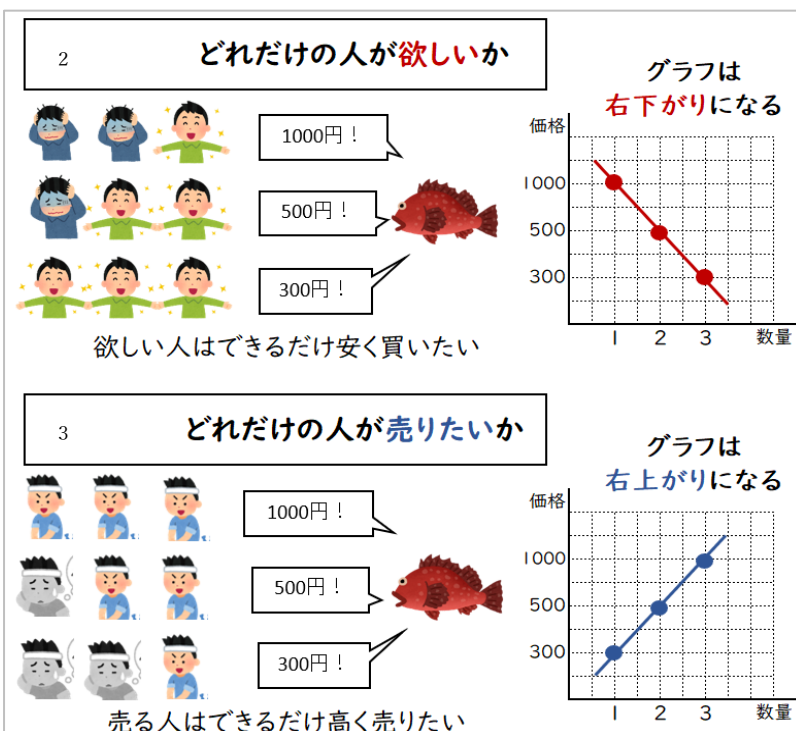 2 どれだけの人が欲しいか
1000円！
500円！
300円！
欲しい人はできるだけ安く買いたい
グラフは
右下がりになる
価格
1000
500
300
1 2 3 数量
3 どれだけの人が売りたいか
1000円！
500円！
300円！
売る人はできるだけ高く売りたい
グラフは
右上がりになる
価格
1000
500
300
1 2 3 数量